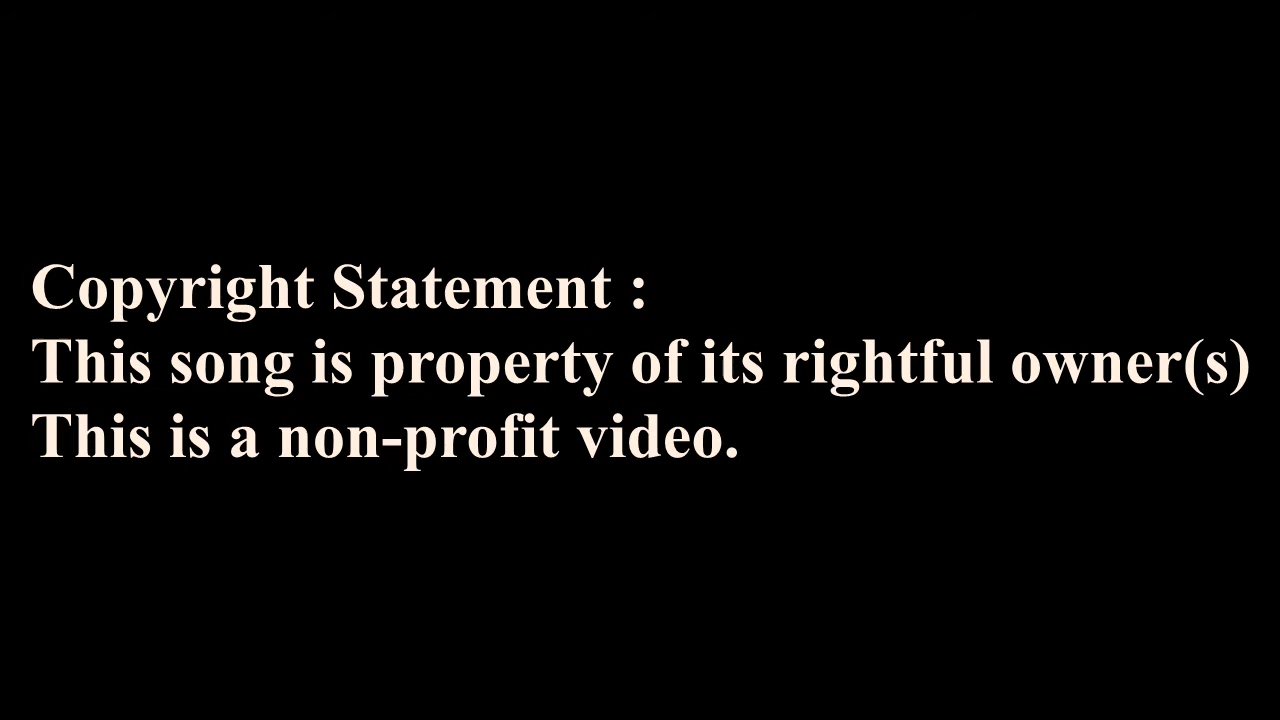 Copyright Statement :
This song is property of its rightful owner(s)
This is a non-profit video.